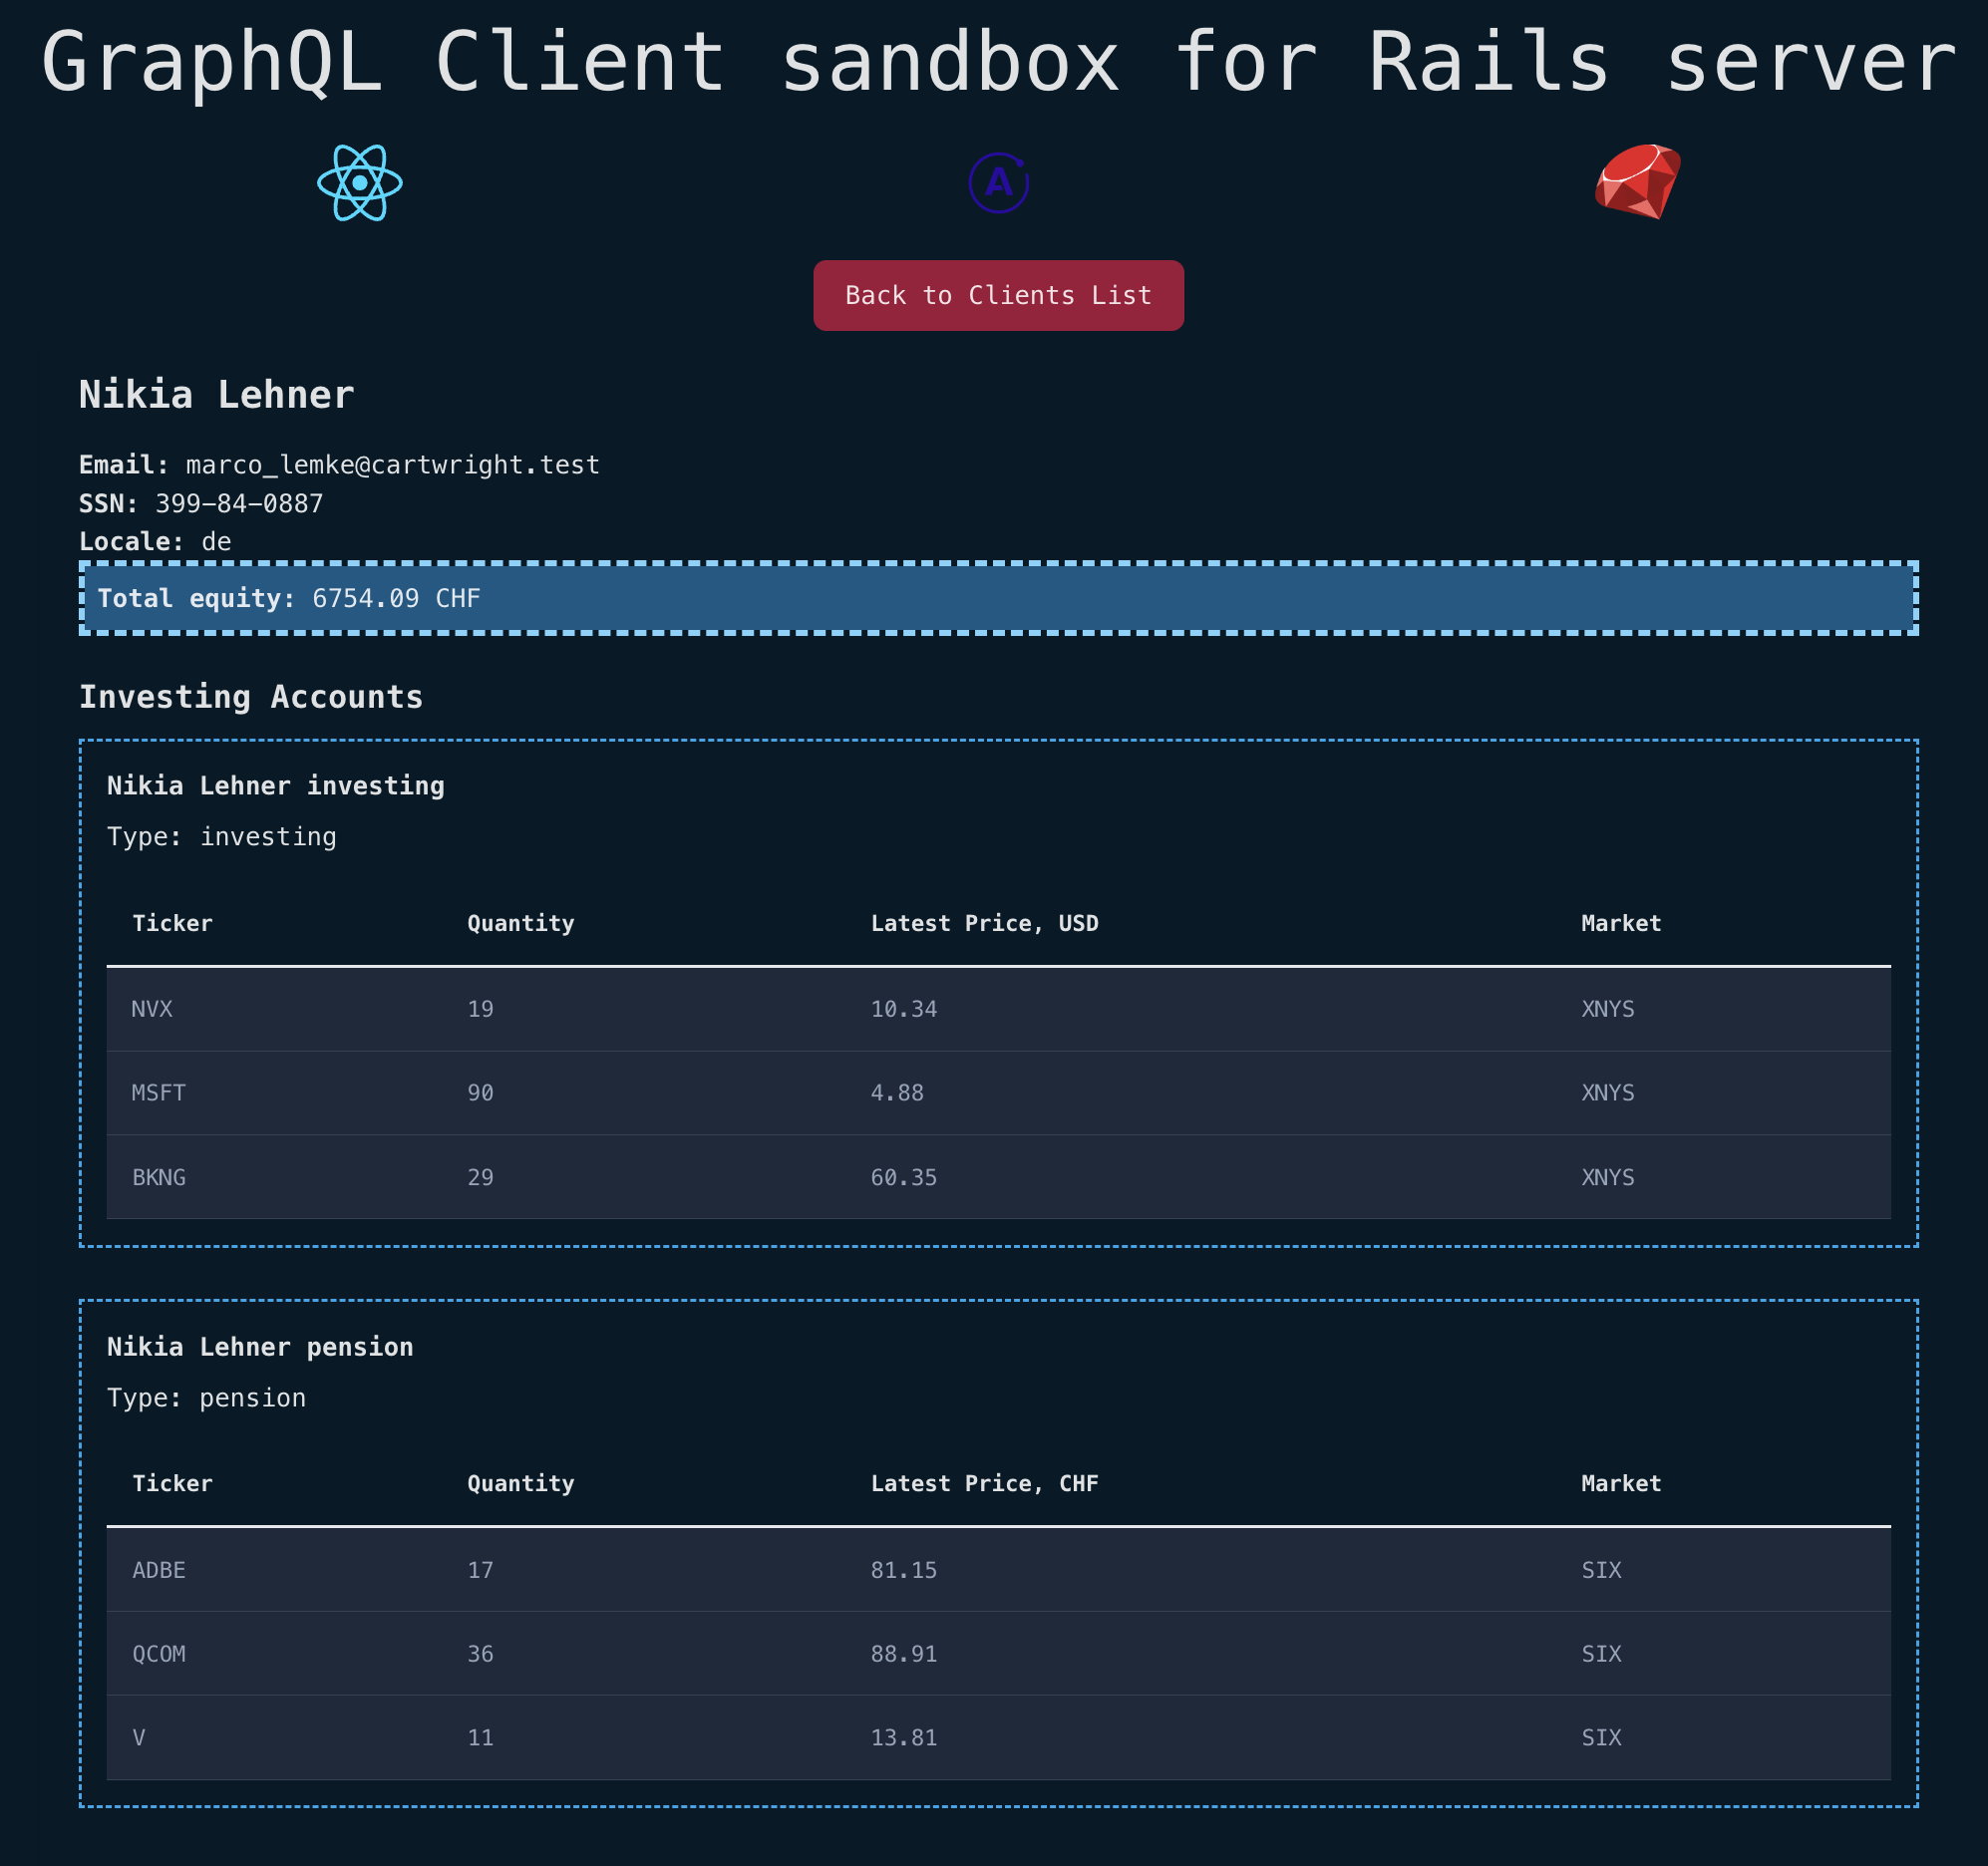 GraphQL Client sandbox for Rails server
A
Back to Clients List
Nikia Lehner
Email: marco_lemke@cartwright.test
SSN: 399-84-0887
Locale: de
Total equity: 6754.09 CHF
Investing Accounts
Nikia Lehner investing
Type: investing
Ticker Quantity Latest Price, USD Market
NVX 19 10.34 XNYS
MSFT 90 4.88 XNYS
BKNG 29 60.35 XNYS
Nikia Lehner pension
Type: pension
Ticker Quantity Latest Price, CHF Market
ADBE 17 81.15 SIX
QCOM 36 88.91 SIX
V 11 13.81 SIX